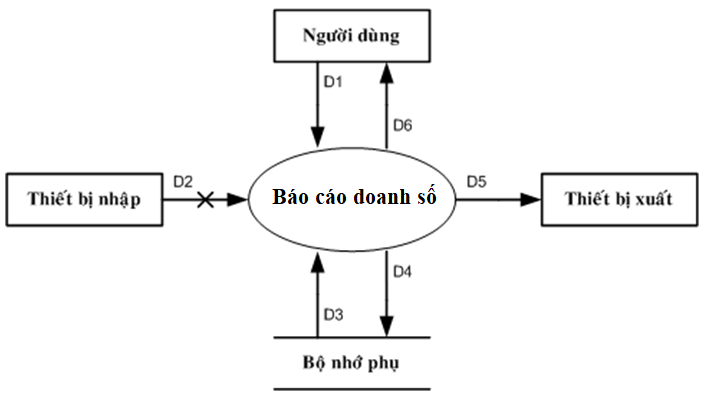 Người dùng
D1
D6
D2
Thiết bị nhập
Báo cáo doanh số
D5
Thiết bị xuất
D3
D4
Bộ nhớ phụ